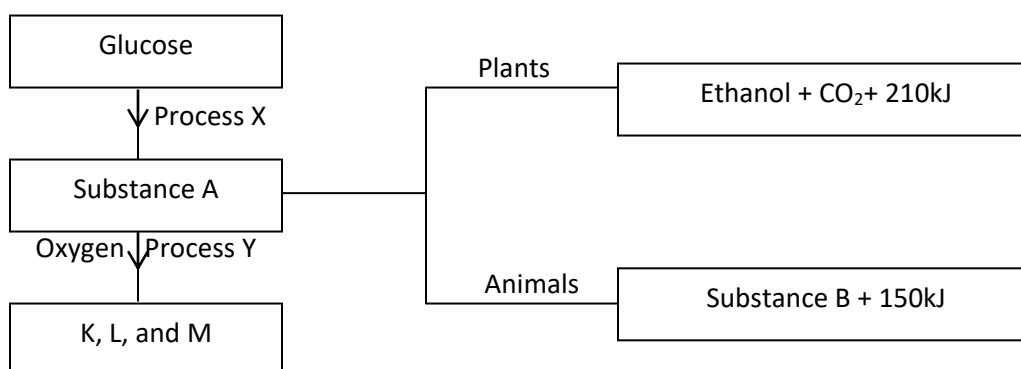 Glucose
Plants
Ethanol + CO₂+ 210kJ
Process X
Substance A
Oxygen Process Y
Animals
Substance B + 150kJ
K, L, and M